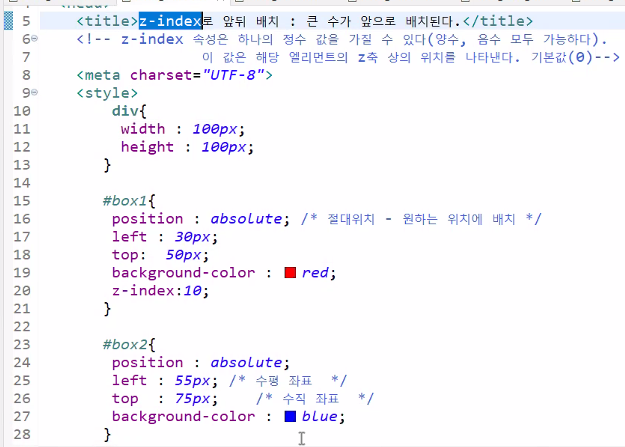 5 <title>z-index로 앞뒤 배치 : 큰 수가 앞으로 배치된다.</title>
6 <!-- z-index 속성은 하나의 정수 값을 가질 수 있다(양수, 음수 모두 가능하다).
7 이 값은 해당 엘리먼트의 z축 상의 위치를 나타낸다. 기본값(0)-->
8 <meta charset="UTF-8">
9 <style>
10 div{
11 width : 100px;
12 height : 100px;
13 }
14
15 #box1{
16 position : absolute; /* 절대위치 - 원하는 위치에 배치 */
17 left : 30px;
18 top: 50px;
19 background-color : red;
20 z-index:10;
21 }
22
23 #box2{
24 position : absolute;
25 left : 55px; /* 수평 좌표 */
26 top : 75px; /* 수직 좌표 */
27 background-color : blue;
28 }